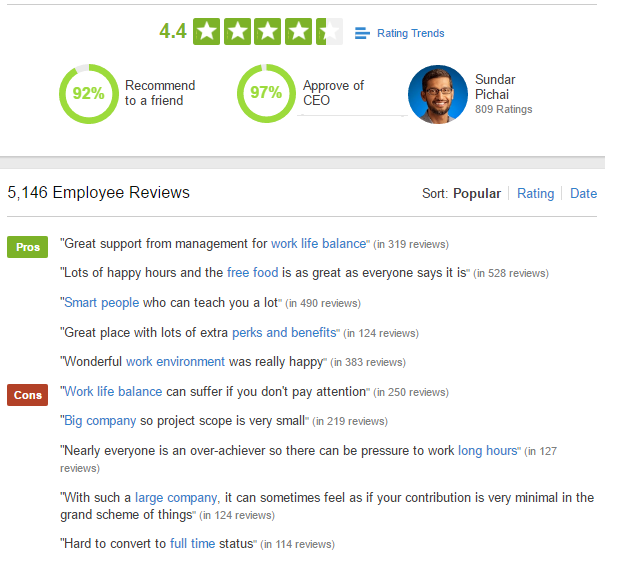 4.4 Rating Trends
92% Recommend to a friend
97% Approve of CEO
Sundar Pichai
809 Ratings
5,146 Employee Reviews Sort: Popular Rating Date
Pros "Great support from management for work life balance" (in 319 reviews)
"Lots of happy hours and the free food is as great as everyone says it is" (in 528 reviews)
"Smart people who can teach you a lot" (in 490 reviews)
"Great place with lots of extra perks and benefits" (in 124 reviews)
"Wonderful work environment was really happy" (in 383 reviews)
Cons "Work life balance can suffer if you don't pay attention" (in 250 reviews)
"Big company so project scope is very small" (in 219 reviews)
"Nearly everyone is an over-achiever so there can be pressure to work long hours" (in 127
reviews)
"With such a large company, it can sometimes feel as if your contribution is very minimal in the
grand scheme of things" (in 124 reviews)
"Hard to convert to full time status" (in 114 reviews)